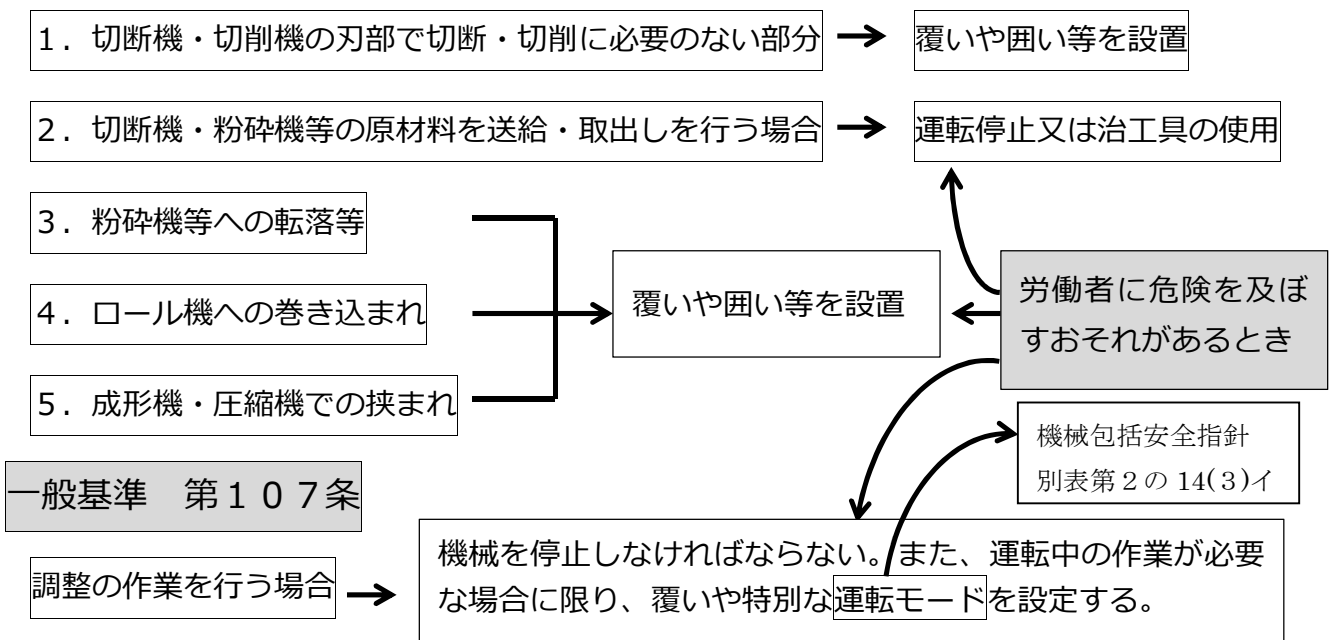 1．切断機・切削機の刃部で切断・切削に必要のない部分
覆いや囲い等を設置
2．切断機・粉砕機等の原材料を送給・取出しを行う場合
運転停止又は治工具の使用
3．粉砕機等への転落等
4．ロール機への巻き込まれ
5．成形機・圧縮機での挟まれ
覆いや囲い等を設置
労働者に危険を及ぼ
すおそれがあるとき
機械包括安全指針
別表第２の 14(３)イ
一般基準　第１０７条
調整の作業を行う場合
機械を停止しなければならない。また、運転中の作業が必要
な場合に限り、覆いや特別な運転モードを設定する。